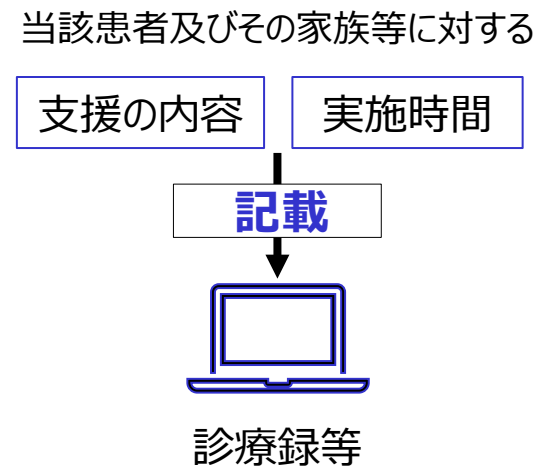 当該患者及びその家族等に対する
支援の内容
実施時間
記載
診療録等